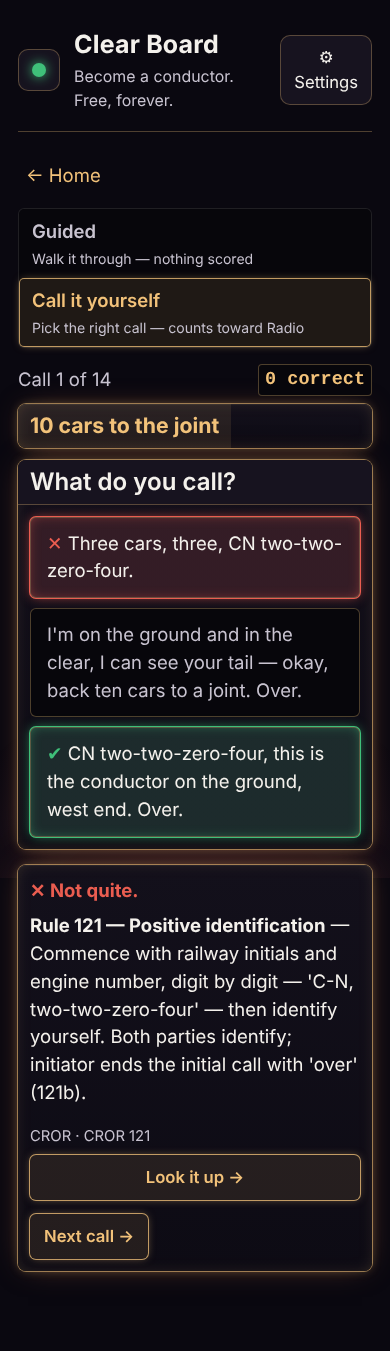 Clear Board
Become a conductor.
Free, forever.
⚙
Settings
← Home
Guided
Walk it through — nothing scored
Call it yourself
Pick the right call — counts toward Radio
Call 1 of 14
0 correct
10 cars to the joint
What do you call?
✕ Three cars, three, CN two-two-
zero-four.
I'm on the ground and in the
clear, I can see your tail — okay,
back ten cars to a joint. Over.
✔ CN two-two-zero-four, this is
the conductor on the ground,
west end. Over.
✕ Not quite.
Rule 121 — Positive identification —
Commence with railway initials and
engine number, digit by digit — 'C-N,
two-two-zero-four' — then identify
yourself. Both parties identify;
initiator ends the initial call with 'over'
(121b).
CROR · CROR 121
Look it up →
Next call →